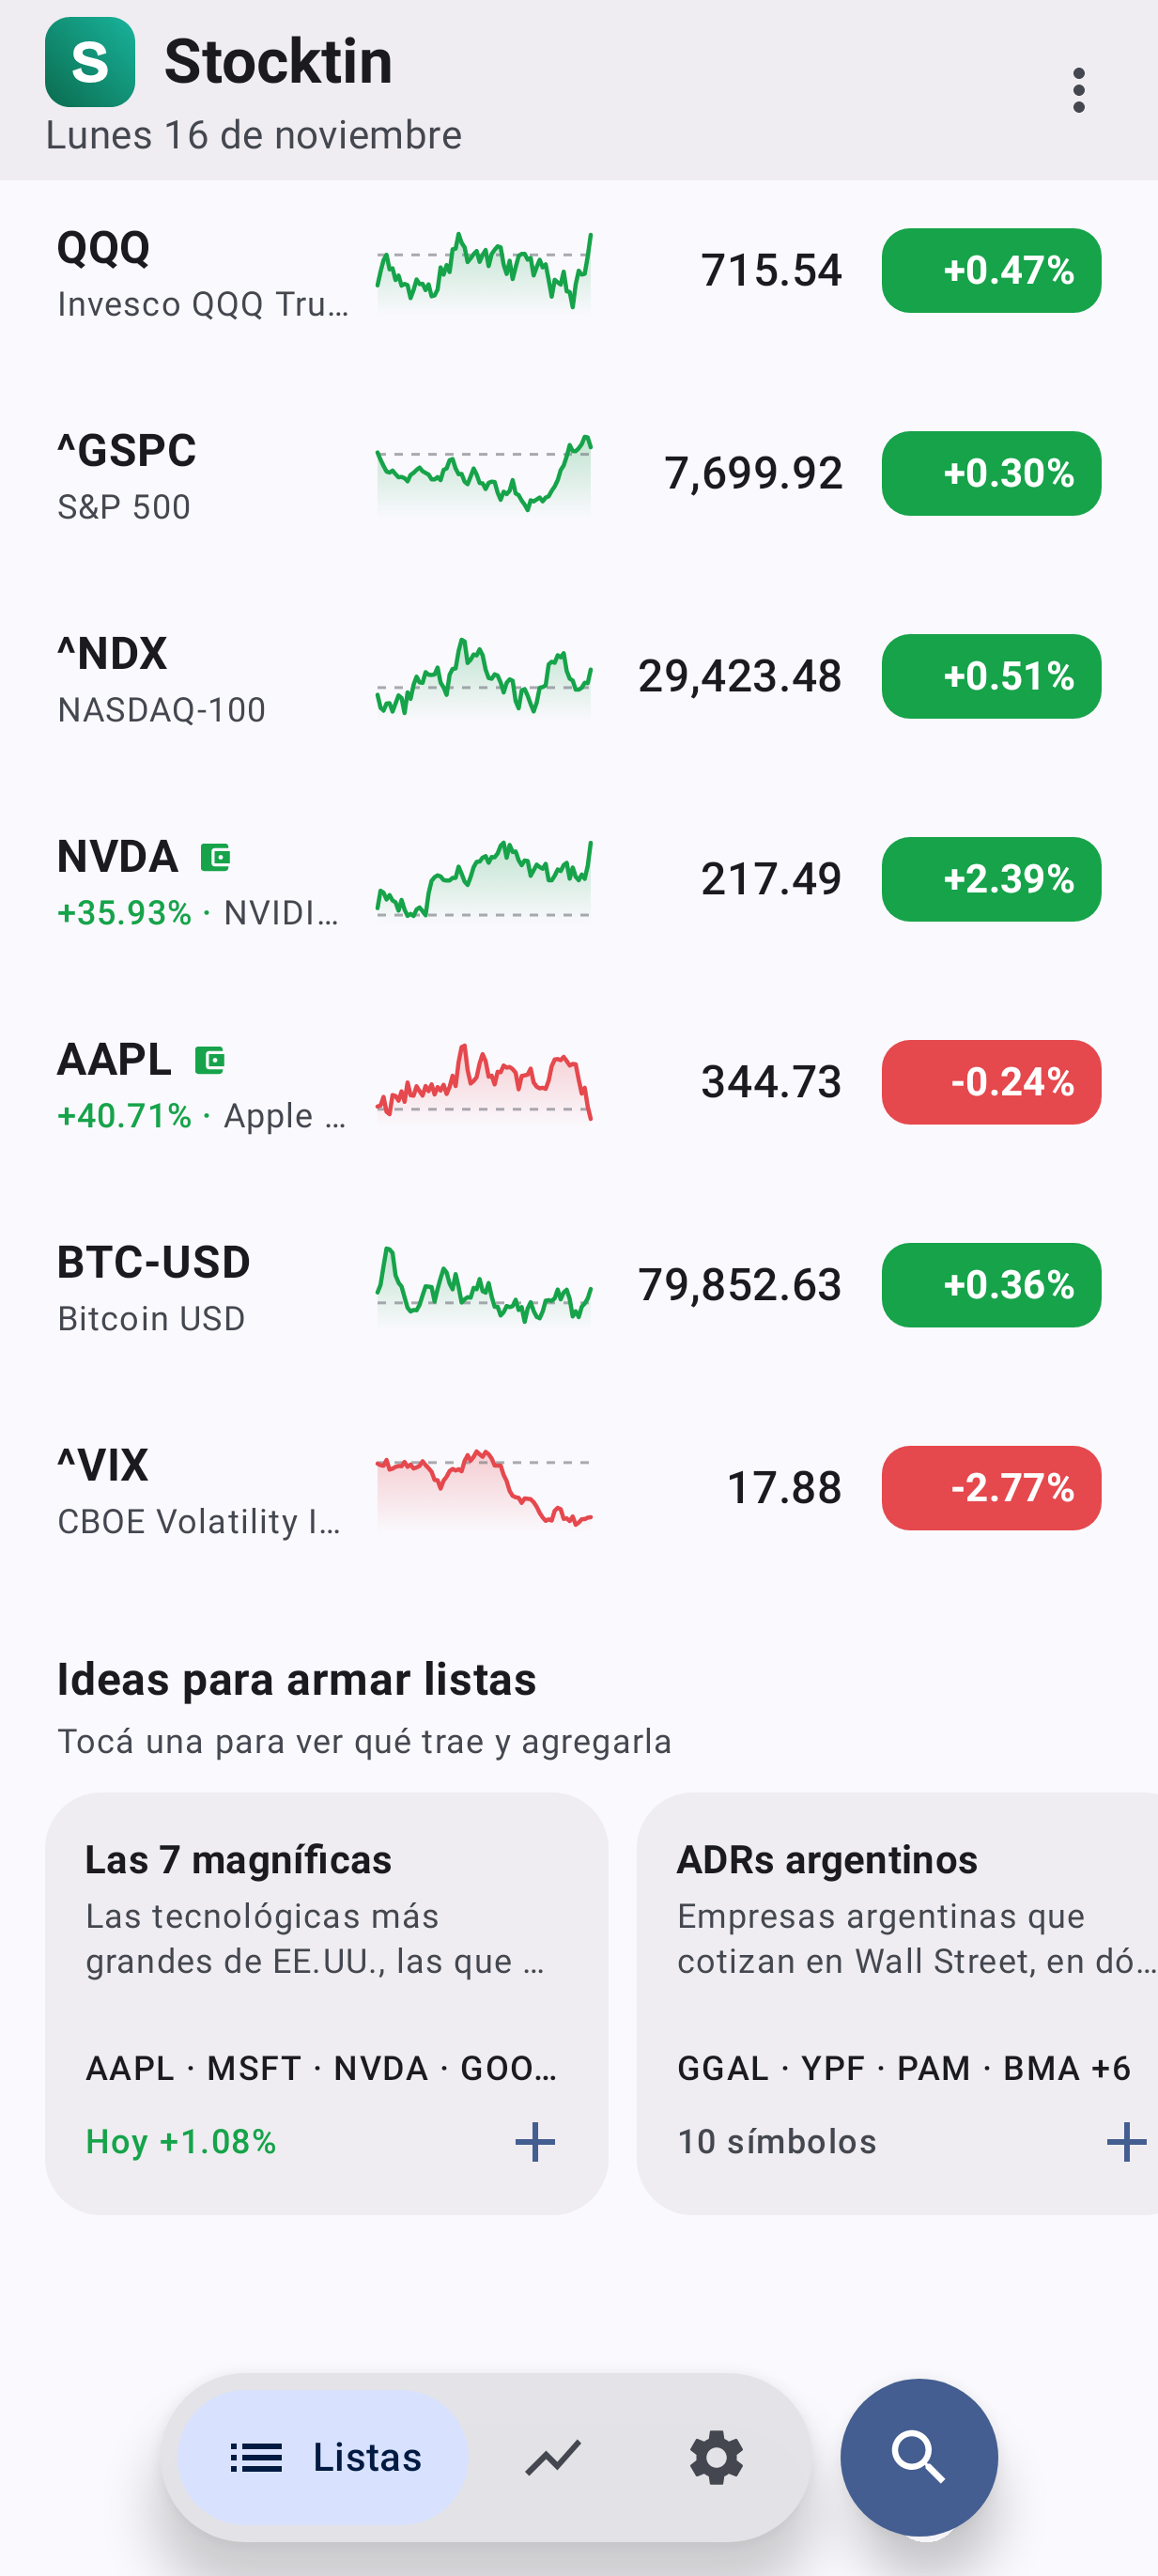 S Stocktin
Lunes 16 de noviembre
QQQ
Invesco QQQ Tru...
715.54
+0.47%
^GSPC
S&P 500
7,699.92
+0.30%
^NDX
NASDAQ-100
29,423.48
+0.51%
NVDA
+35.93% · NVIDI...
217.49
+2.39%
AAPL
+40.71% · Apple ...
344.73
-0.24%
BTC-USD
Bitcoin USD
79,852.63
+0.36%
^VIX
CBOE Volatility I...
17.88
-2.77%
Ideas para armar listas
Tocá una para ver qué trae y agregarla
Las 7 magníficas
Las tecnológicas más
grandes de EE.UU., las que ...
AAPL · MSFT · NVDA · GOO...
Hoy +1.08%
ADRs argentinos
Empresas argentinas que
cotizan en Wall Street, en dó...
GGAL · YPF · PAM · BMA +6
10 símbolos
Listas